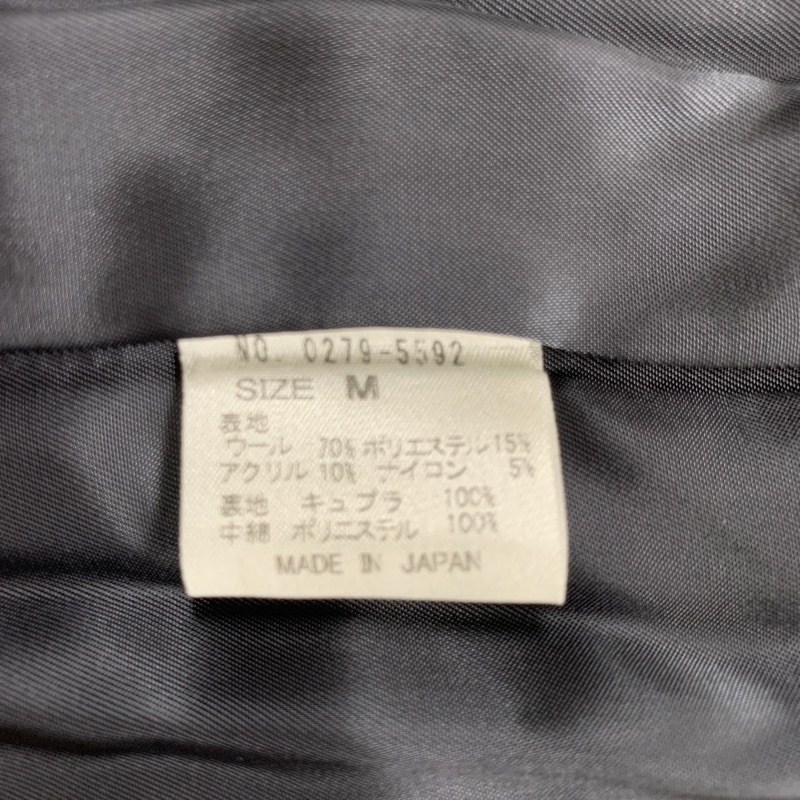 NO. 0279-5592
SIZE M
表地
ウール 70% ポリエステル 15%
アクリル 10% ナイロン 5%
裏地 キュプラ 100%
中綿 ポリエステル 100%
MADE IN JAPAN